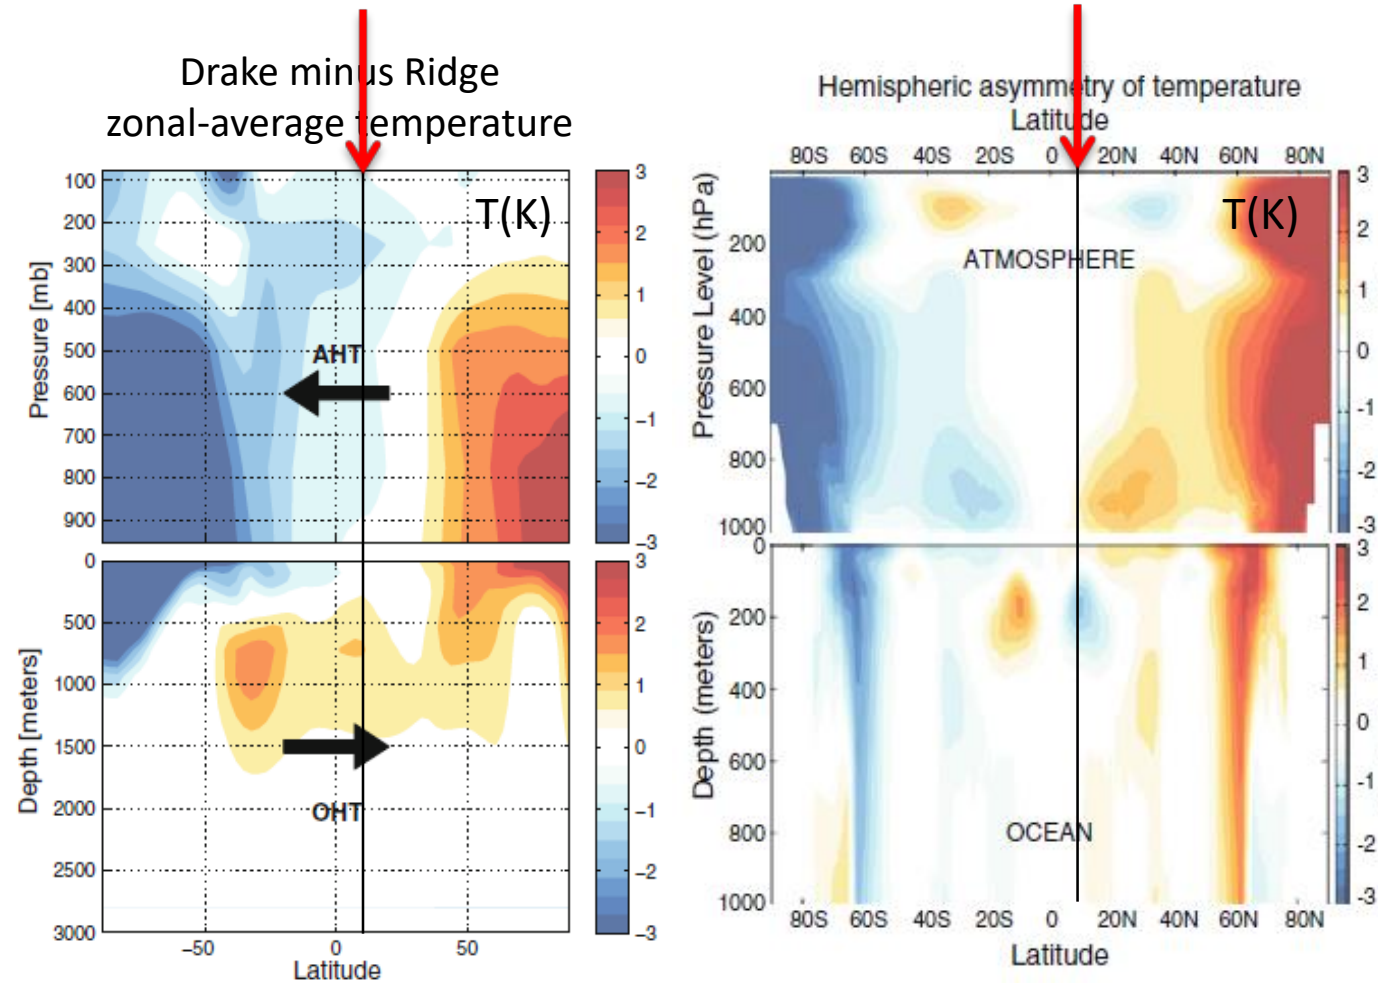 Drake minus Ridge
zonal-average temperature
T(K)
Pressure [mb]
100
200
300
400
500
600
700
800
900
AHT
3
2
1
0
−1
−2
−3
Depth [meters]
0
500
1000
1500
2000
2500
3000
OHT
3
2
1
0
−1
−2
−3
−50 0 50
Latitude
Hemispheric asymmetry of temperature
Latitude
80S 60S 40S 20S 0 20N 40N 60N 80N
T(K)
ATMOSPHERE
Pressure Level (hPa)
200
400
600
800
1000
3
2
1
0
-1
-2
-3
Depth (meters)
0
200
400
600
800
1000
OCEAN
3
2
1
0
-1
-2
-3
80S 60S 40S 20S 0 20N 40N 60N 80N
Latitude